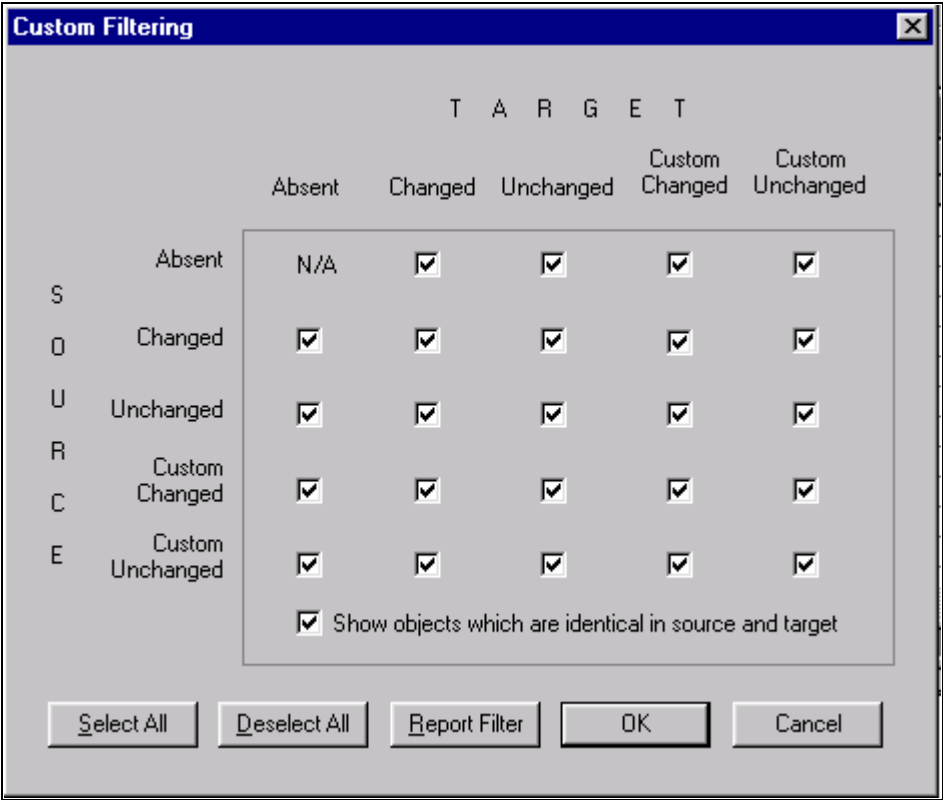 Custom Filtering
T A R G E T
Custom Custom
Absent Changed Unchanged Changed Unchanged
Absent N/A
S
Changed
O
U Unchanged
R
Custom
C Changed
Custom
E Unchanged
Show objects which are identical in source and target
Select All Deselect All Report Filter OK Cancel